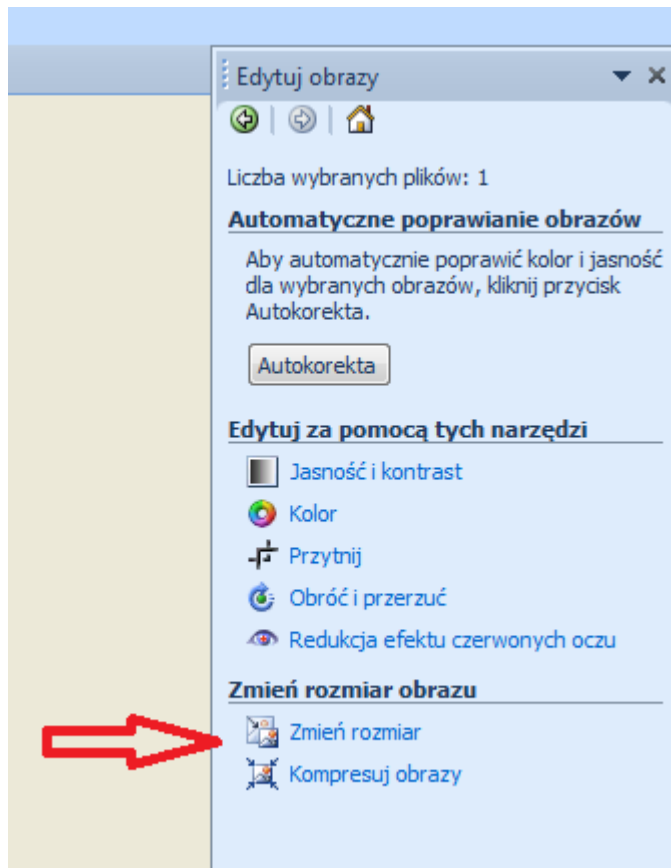 Edytuj obrazy
Liczba wybranych plików: 1
Automatyczne poprawianie obrazów
Aby automatycznie poprawić kolor i jasność
dla wybranych obrazów, kliknij przycisk
Autokorekta.
Autokorekta
Edytuj za pomocą tych narzędzi
Jasność i kontrast
Kolor
Przytnij
Obróć i przerzuć
Redukcja efektu czerwonych oczu
Zmień rozmiar obrazu
Zmień rozmiar
Kompresuj obrazy